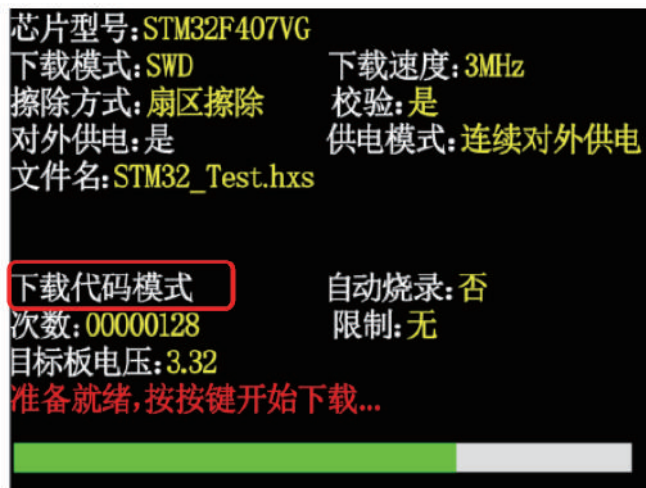 芯片型号:STM32F407VG
下载模式:SWD 下载速度:3MHz
擦除方式:扇区擦除 校验:是
对外供电:是 供电模式:连续对外供电
文件名:STM32_Test.hxs
下载代码模式 自动烧录:否
次数:00000128 限制:无
目标板电压:3.32
准备就绪,按按键开始下载...